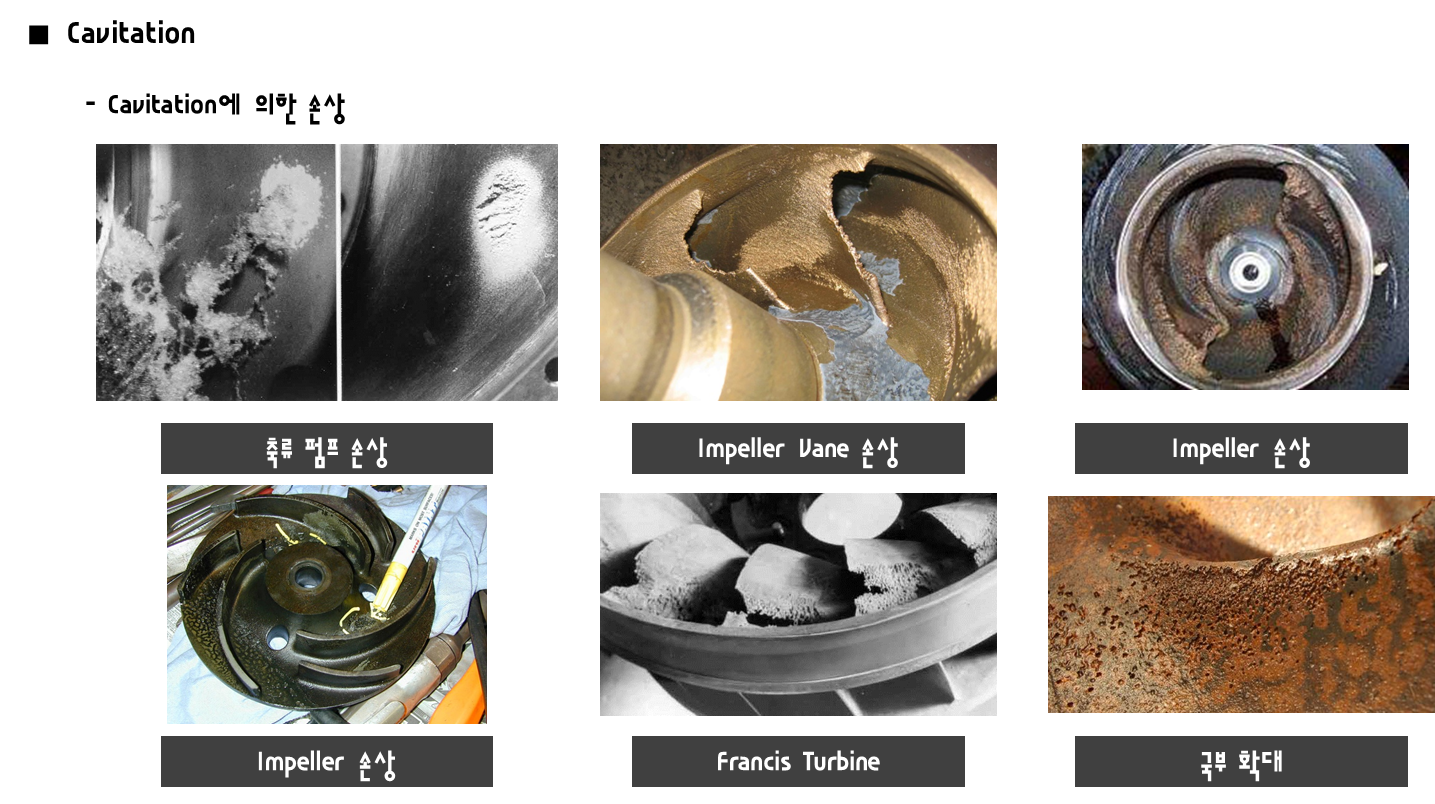 ■ Cavitation
- Cavitation에 의한 손상
축류 펌프 손상
Impeller Vane 손상
Impeller 손상
Impeller 손상
Francis Turbine
국부 확대